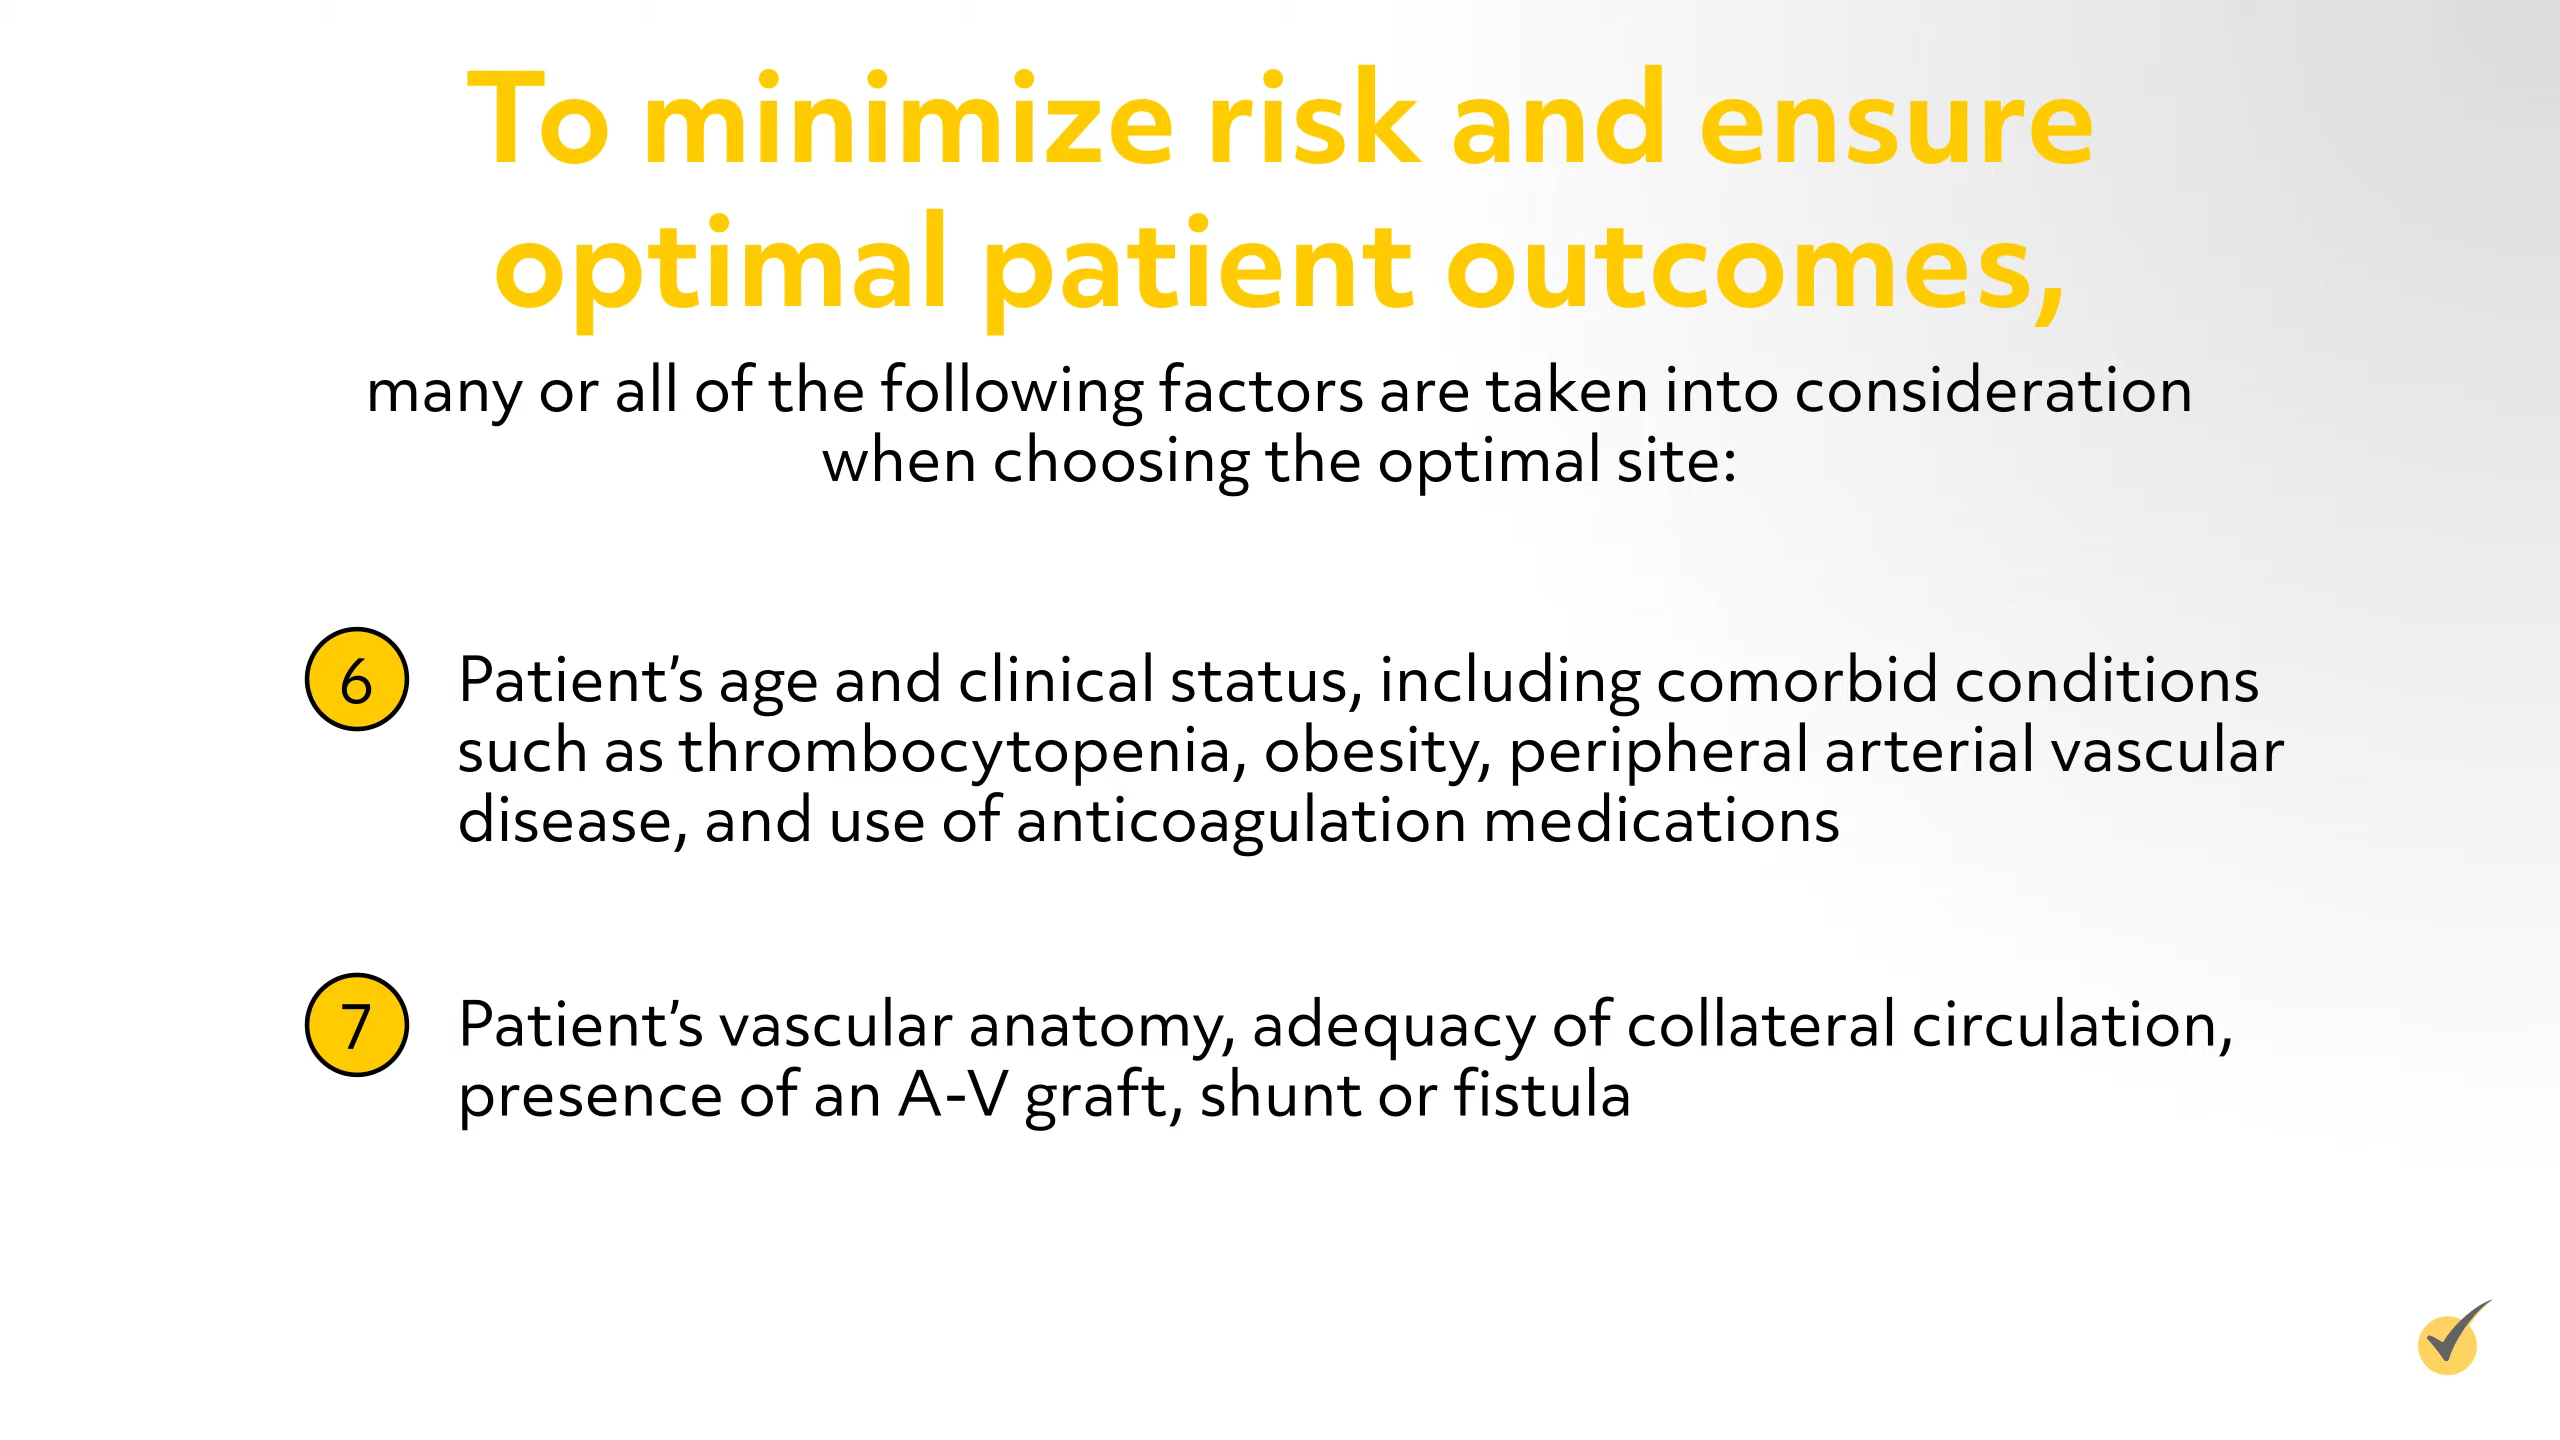 To minimize risk and ensure
optimal patient outcomes,
many or all of the following factors are taken into consideration
when choosing the optimal site:
6 Patient’s age and clinical status, including comorbid conditions
such as thrombocytopenia, obesity, peripheral arterial vascular
disease, and use of anticoagulation medications
7 Patient’s vascular anatomy, adequacy of collateral circulation,
presence of an A-V graft, shunt or fistula